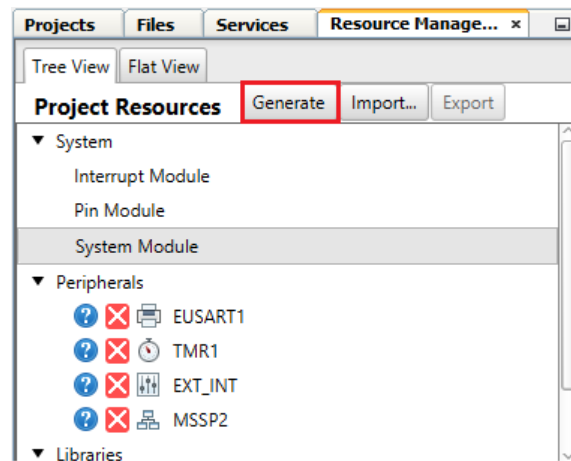 Projects Files Services Resource Manage... ×
Tree View Flat View
Project Resources Generate Import... Export
▼ System
Interrupt Module
Pin Module
System Module
▼ Peripherals
? EUSART1
? TMR1
? EXT_INT
? MSSP2
▼ Libraries